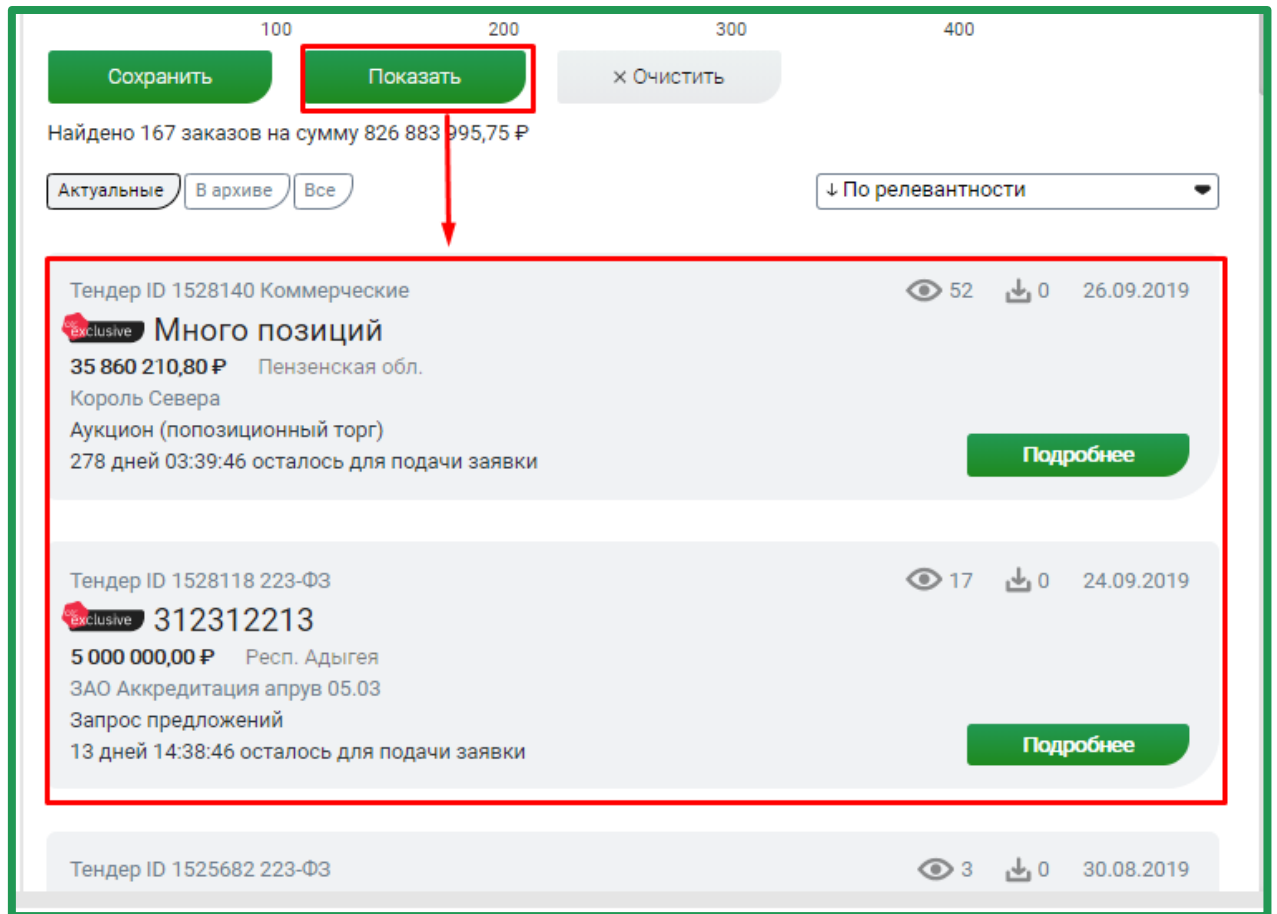 100 200 300 400
Сохранить Показать × Очистить
Найдено 167 заказов на сумму 826 883 995,75 ₽
Актуальные В архиве Все ↓ По релевантности
Тендер ID 1528140 Коммерческие 52 0 26.09.2019
exclusive Много позиций
35 860 210,80 ₽ Пензенская обл.
Король Севера
Аукцион (попозиционный торг)
278 дней 03:39:46 осталось для подачи заявки Подробнее
Тендер ID 1528118 223-ФЗ 17 0 24.09.2019
exclusive 312312213
5 000 000,00 ₽ Респ. Адыгея
ЗАО Аккредитация апрув 05.03
Запрос предложений
13 дней 14:38:46 осталось для подачи заявки Подробнее
Тендер ID 1525682 223-ФЗ 3 0 30.08.2019